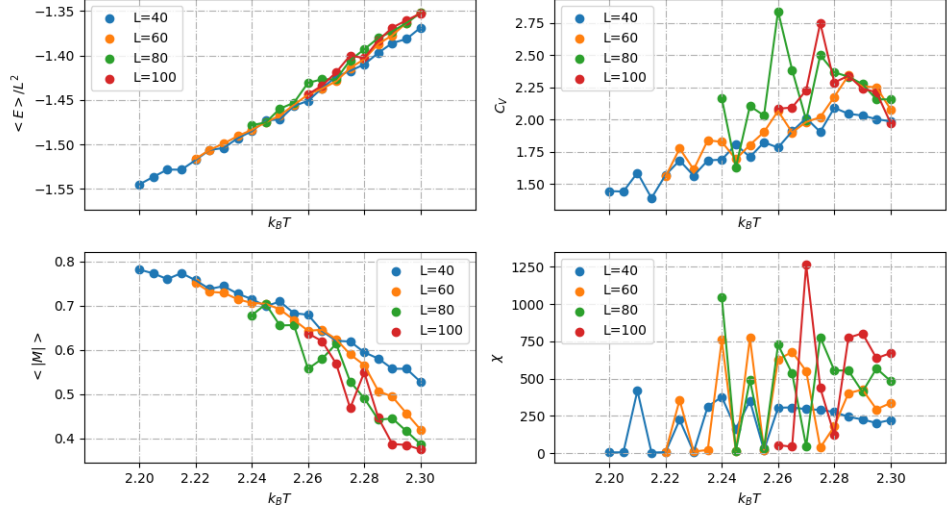 L=40
L=60
L=80
L=100
−1.35
−1.40
−1.45
−1.50
−1.55
< E > /L²
k_BT
L=40
L=60
L=80
L=100
2.75
2.50
2.25
2.00
1.75
1.50
C_V
k_BT
L=40
L=60
L=80
L=100
0.8
0.7
0.6
0.5
0.4
< |M| >
2.20 2.22 2.24 2.26 2.28 2.30
k_BT
L=40
L=60
L=80
L=100
1250
1000
750
500
250
0
χ
2.20 2.22 2.24 2.26 2.28 2.30
k_BT